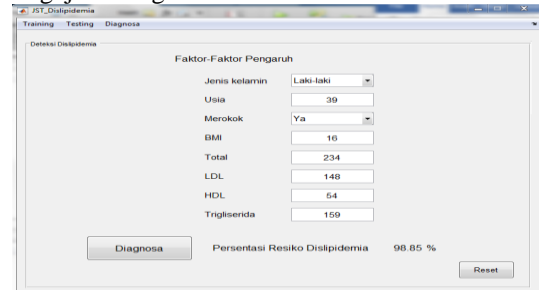 JST_Dislipidemia
Training Testing Diagnosa
Deteksi Dislipidemia
Faktor-Faktor Pengaruh
Jenis kelamin Laki-laki
Usia 39
Merokok Ya
BMI 16
Total 234
LDL 148
HDL 54
Trigliserida 159
Diagnosa Persentasi Resiko Dislipidemia 98.85 %
Reset